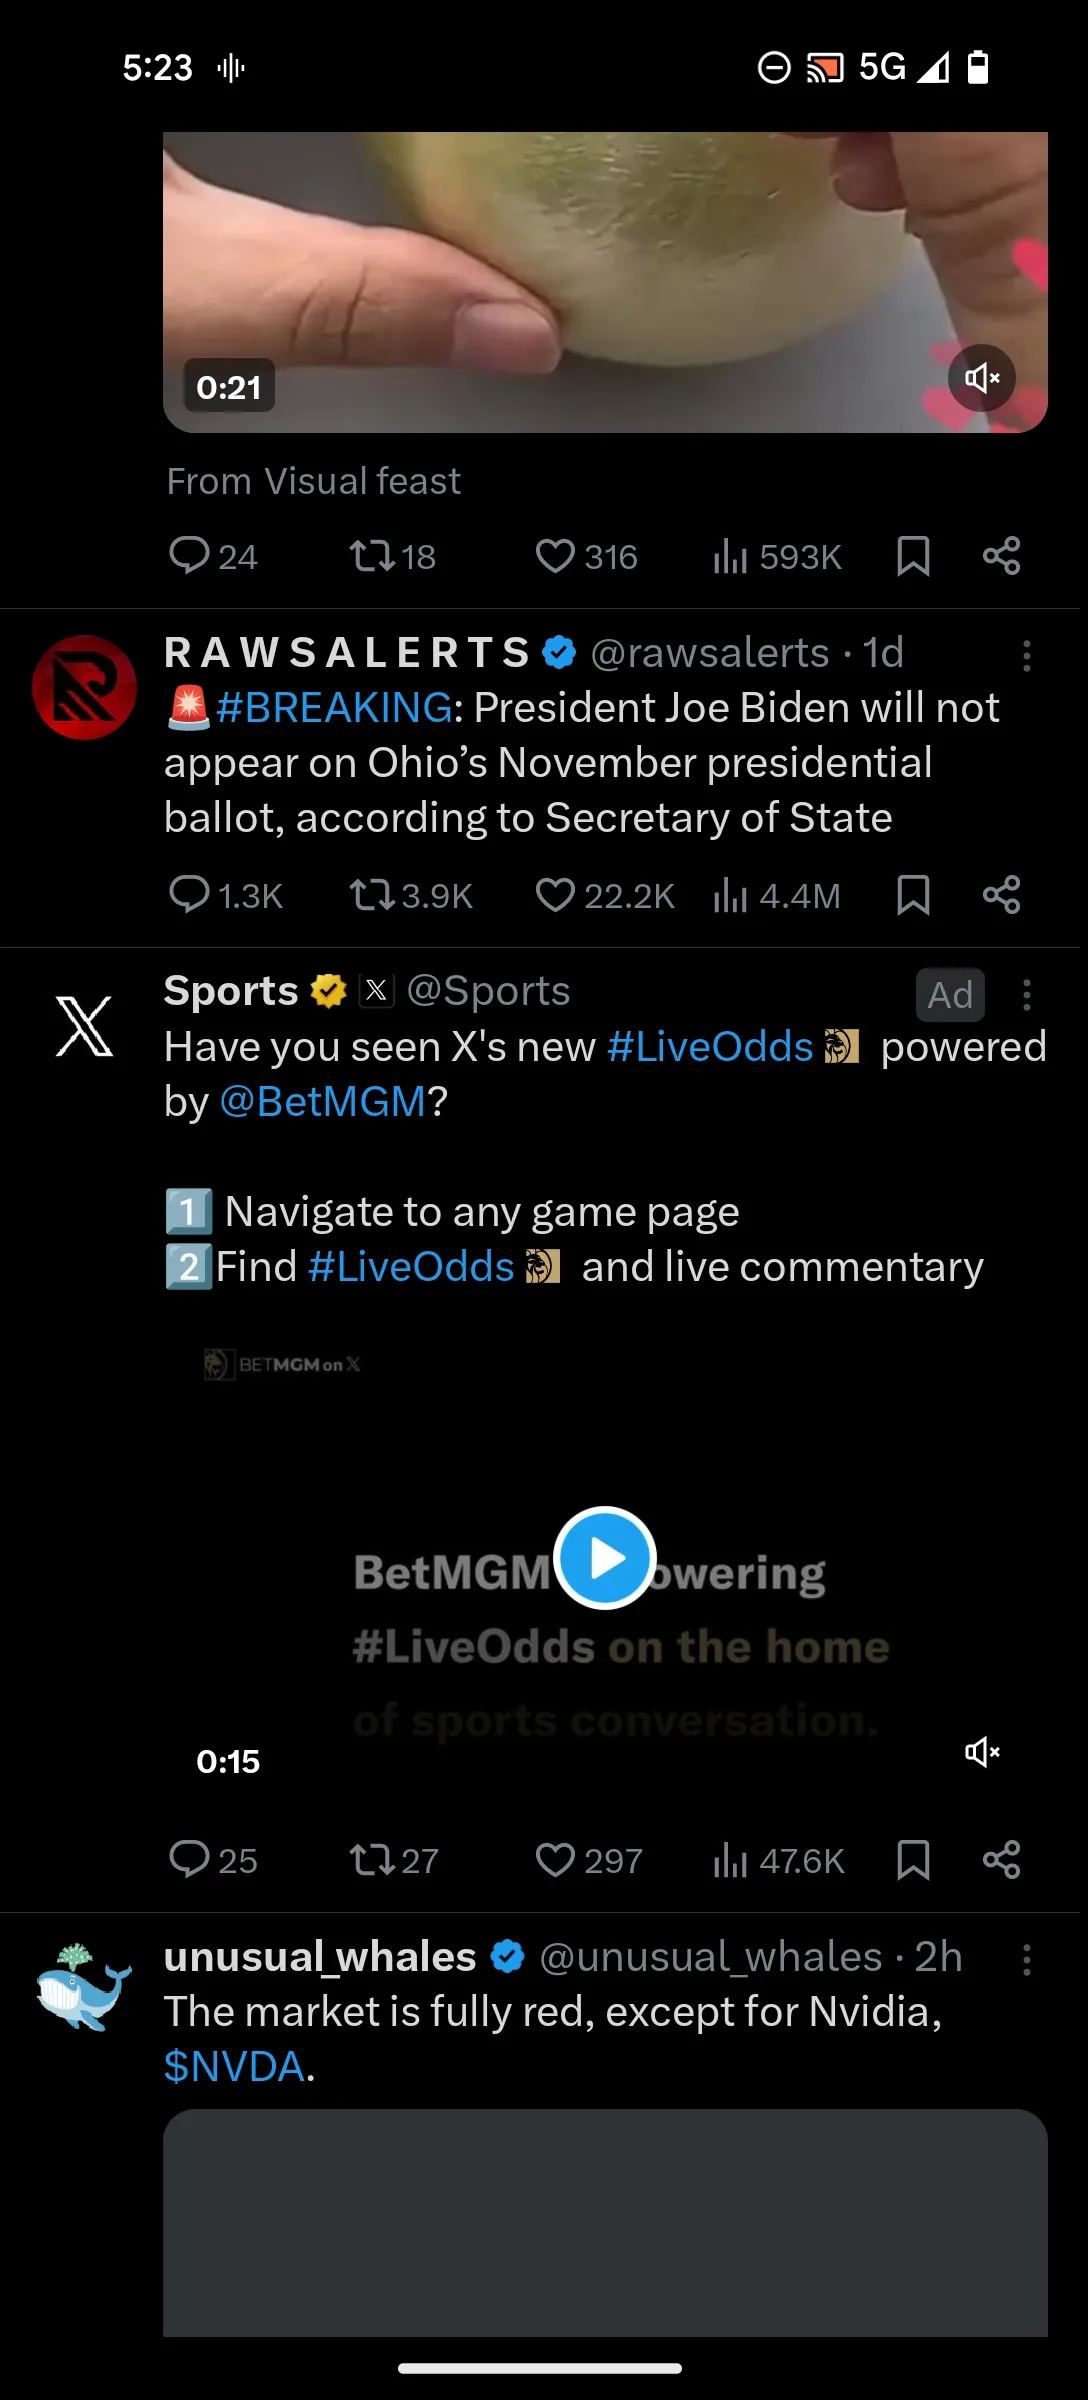 5:23 5G
0:21
From Visual feast
24 18 316 593K
R A W S A L E R T S @rawsalerts · 1d
🚨#BREAKING: President Joe Biden will not
appear on Ohio’s November presidential
ballot, according to Secretary of State
1.3K 3.9K 22.2K 4.4M
Sports @Sports Ad
Have you seen X's new #LiveOdds powered
by @BetMGM?
1️⃣ Navigate to any game page
2️⃣Find #LiveOdds and live commentary
BETMGM on X
BetMGM owering
#LiveOdds on the home
of sports conversation.
0:15
25 27 297 47.6K
unusual_whales @unusual_whales · 2h
The market is fully red, except for Nvidia,
$NVDA.